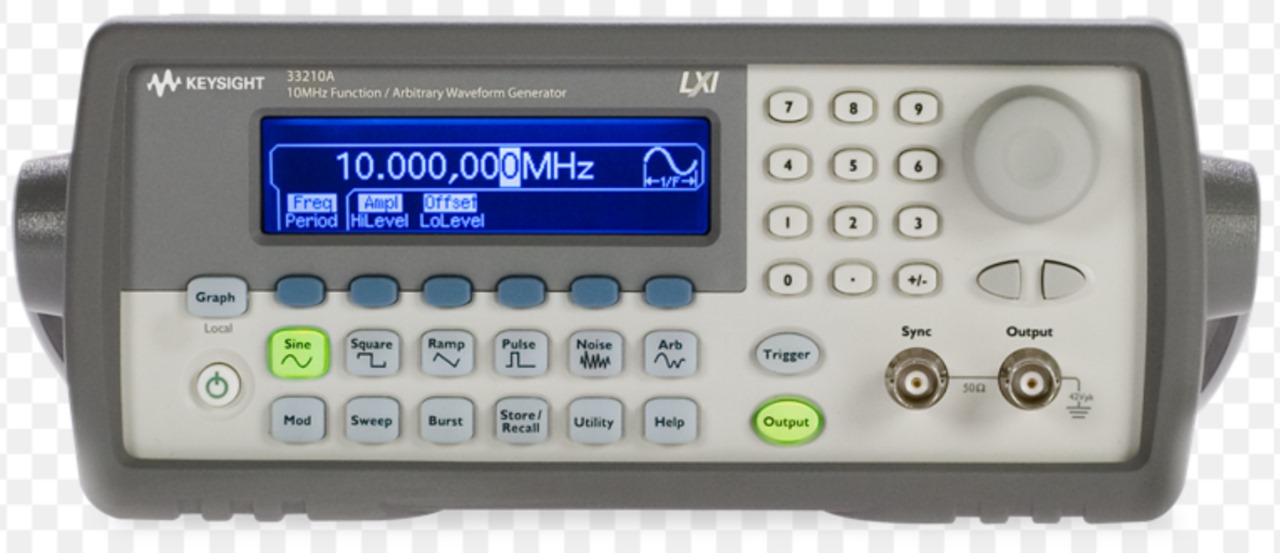 KEYSIGHT
33210A
10MHz Function / Arbitrary Waveform Generator
LXI
10.000,000MHz
1/F
Freq Ampl Offset
Period HiLevel LoLevel
7 8 9
4 5 6
1 2 3
0 . +/-
Graph
Local
Sine Square Ramp Pulse Noise Arb
Mod Sweep Burst Store/ Recall Utility Help
Trigger
Output
Sync Output
50Ω
42Vpk